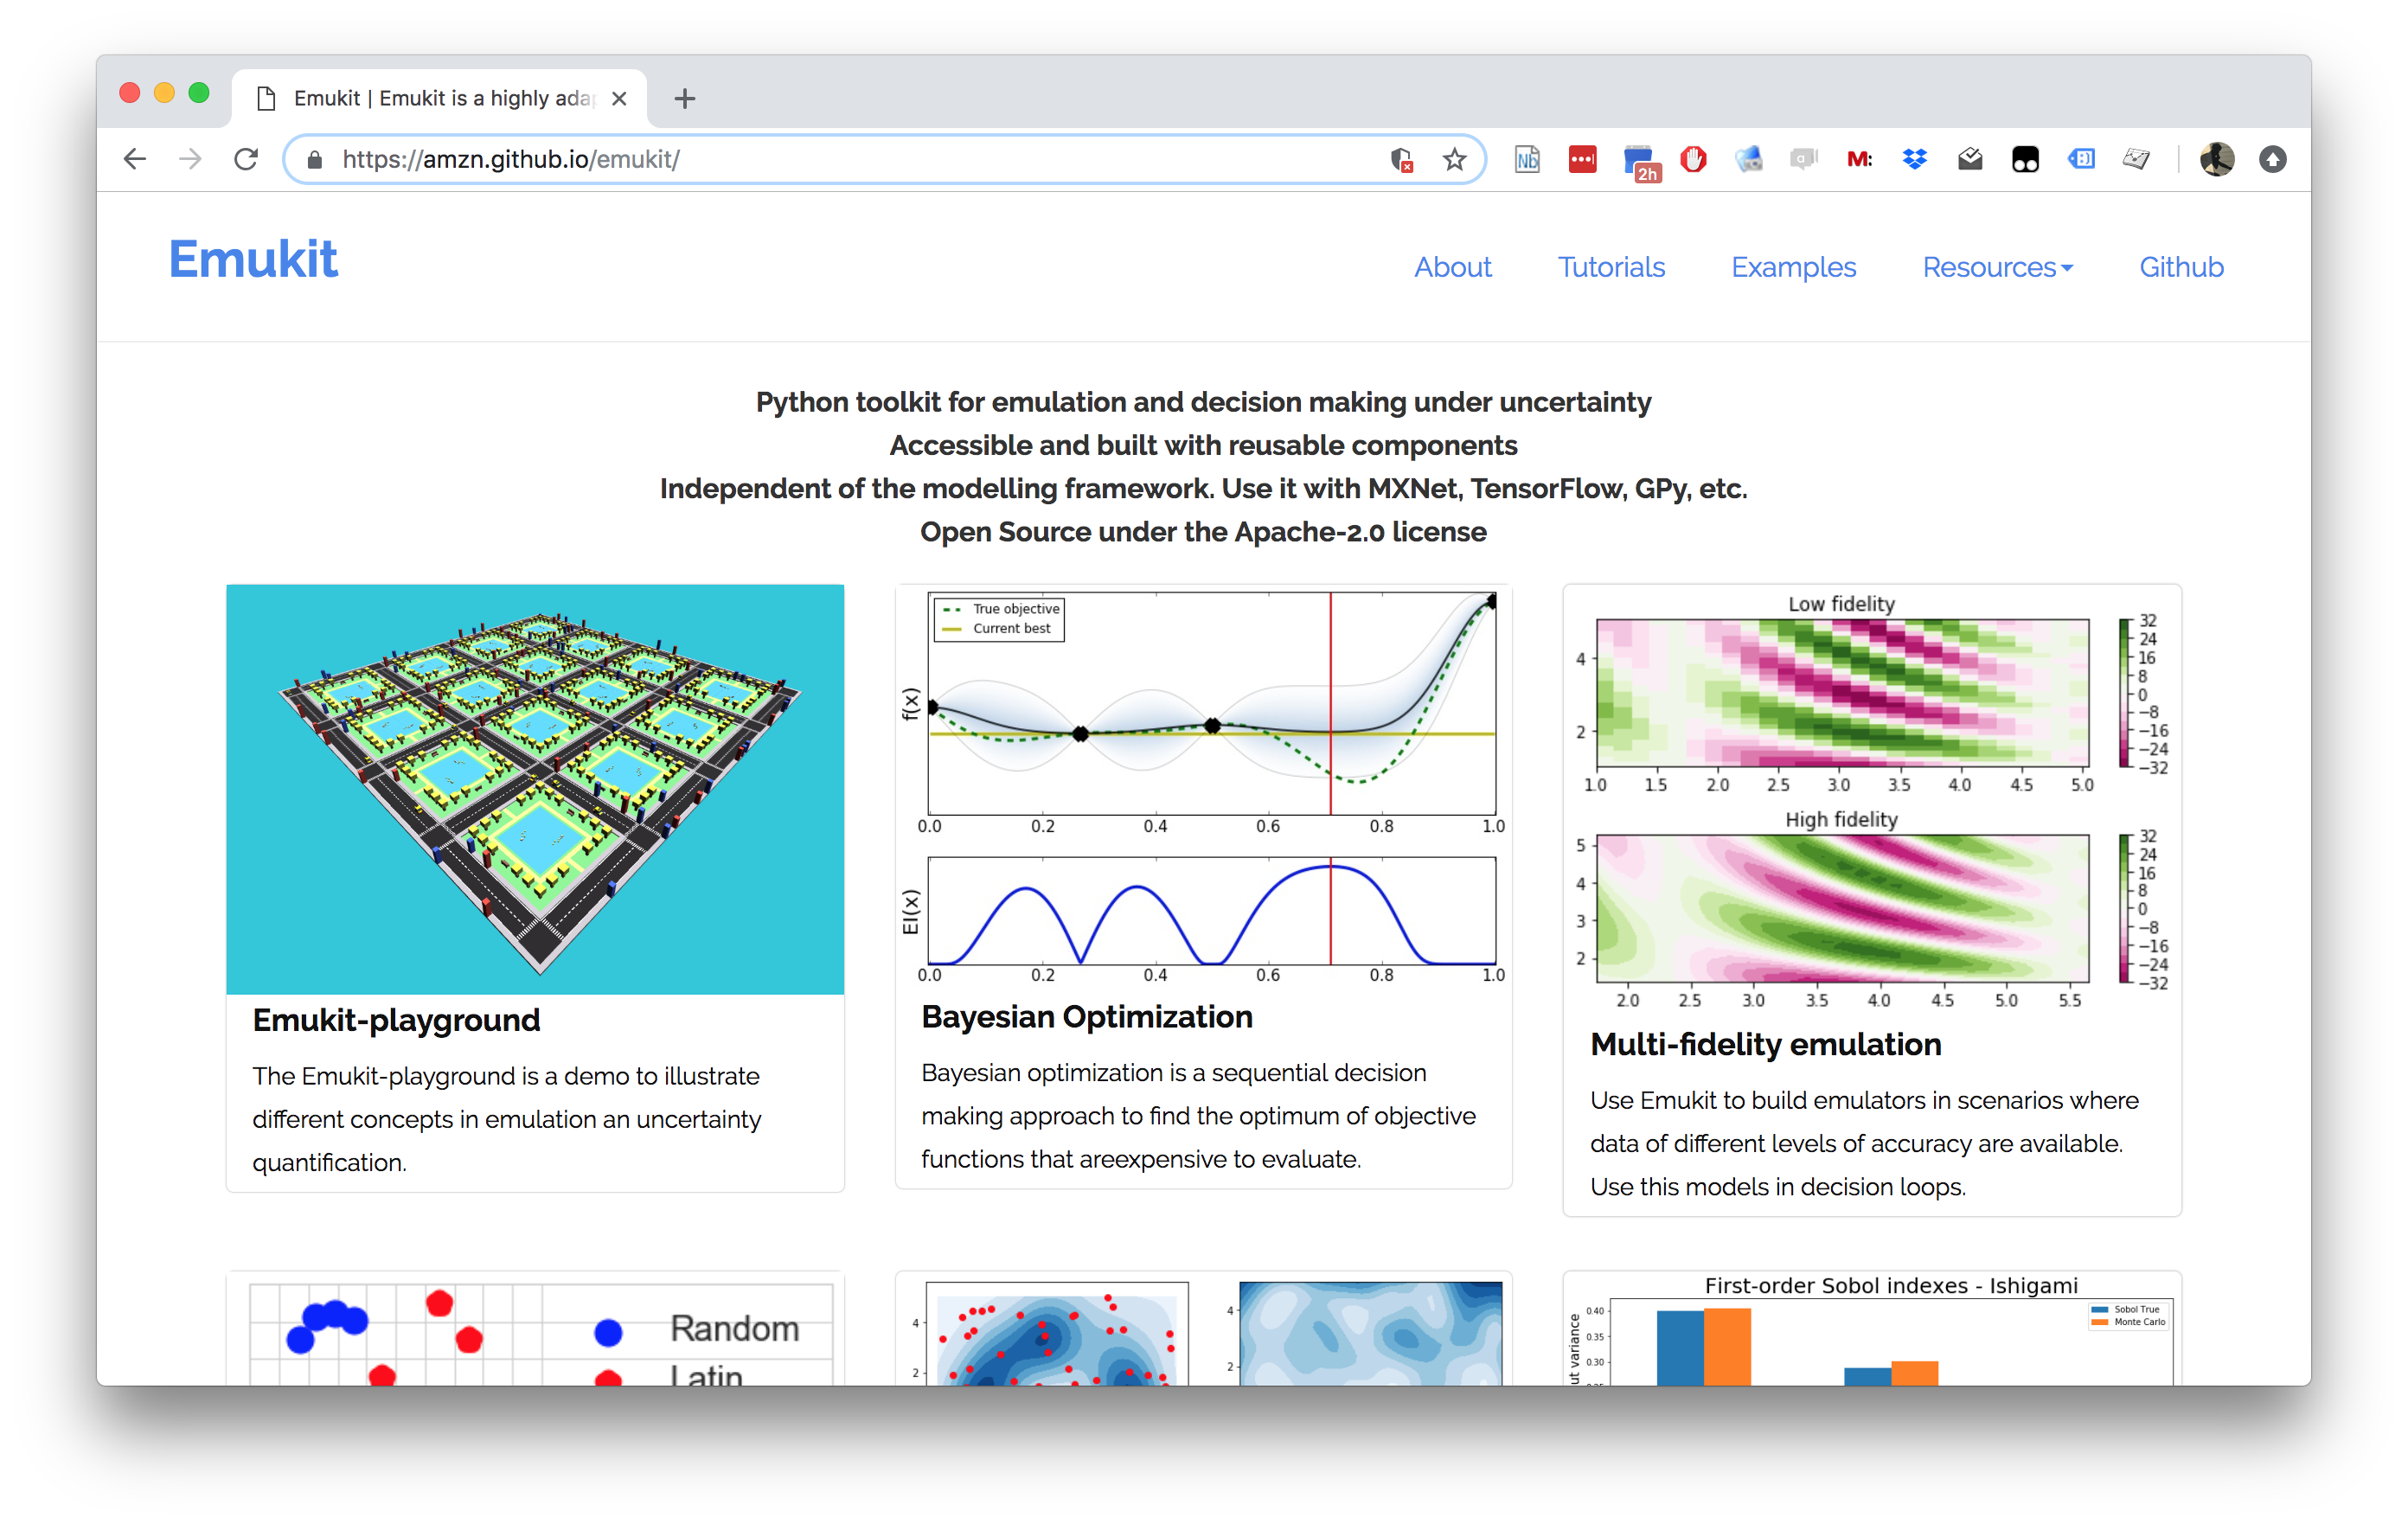 Emukit | Emukit is a highly adap
https://amzn.github.io/emukit/
Nb
2h
a
M:
Emukit
About Tutorials Examples Resources Github
Python toolkit for emulation and decision making under uncertainty
Accessible and built with reusable components
Independent of the modelling framework. Use it with MXNet, TensorFlow, GPy, etc.
Open Source under the Apache-2.0 license
Emukit-playground
The Emukit-playground is a demo to illustrate
different concepts in emulation an uncertainty
quantification.
True objective
Current best
f(x)
0.0 0.2 0.4 0.6 0.8 1.0
EI(x)
0.0 0.2 0.4 0.6 0.8 1.0
Bayesian Optimization
Bayesian optimization is a sequential decision
making approach to find the optimum of objective
functions that areexpensive to evaluate.
Low fidelity
4
2
1.0 1.5 2.0 2.5 3.0 3.5 4.0 4.5 5.0
32
24
16
8
0
−8
−16
−24
−32
High fidelity
5
4
3
2
2.0 2.5 3.0 3.5 4.0 4.5 5.0 5.5
32
24
16
8
0
−8
−16
−24
−32
Multi-fidelity emulation
Use Emukit to build emulators in scenarios where
data of different levels of accuracy are available.
Use this models in decision loops.
Random
Latin
4
2
4
2
First-order Sobol indexes - Ishigami
Sobol True
Monte Carlo
0.40
0.35
0.30
0.25
ut variance